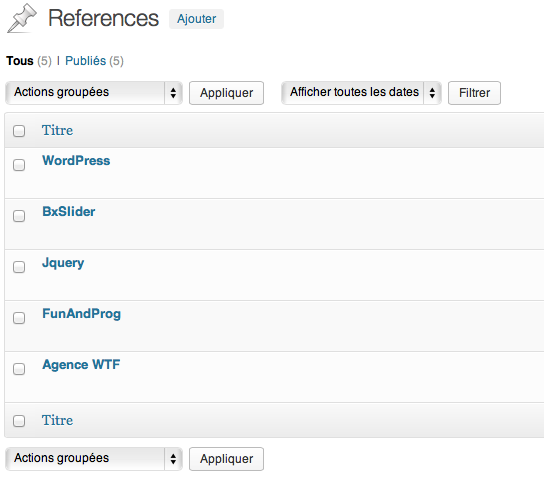 References Ajouter
Tous (5) | Publiés (5)
Actions groupées Appliquer Afficher toutes les dates Filtrer
Titre
WordPress
BxSlider
Jquery
FunAndProg
Agence WTF
Titre
Actions groupées Appliquer